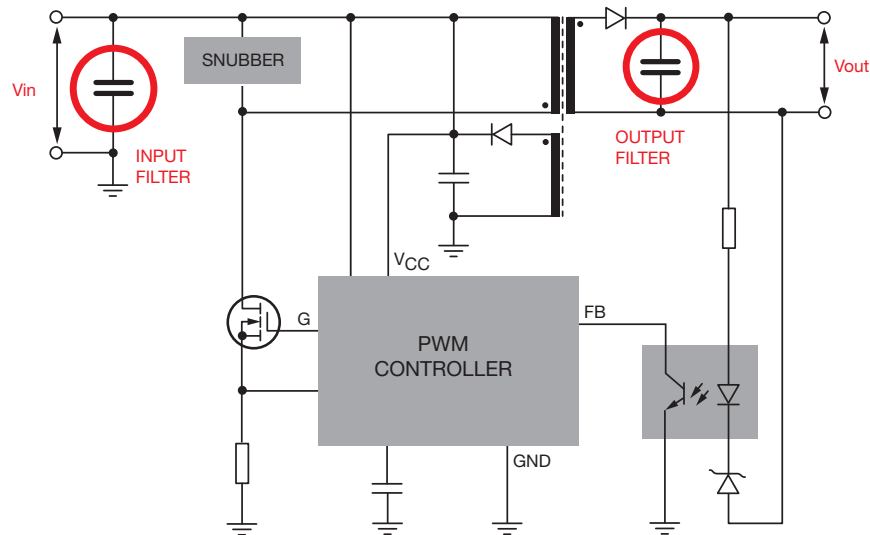 SNUBBER
Vin
Vout
INPUT
FILTER
OUTPUT
FILTER
VCC
G
FB
PWM
CONTROLLER
GND